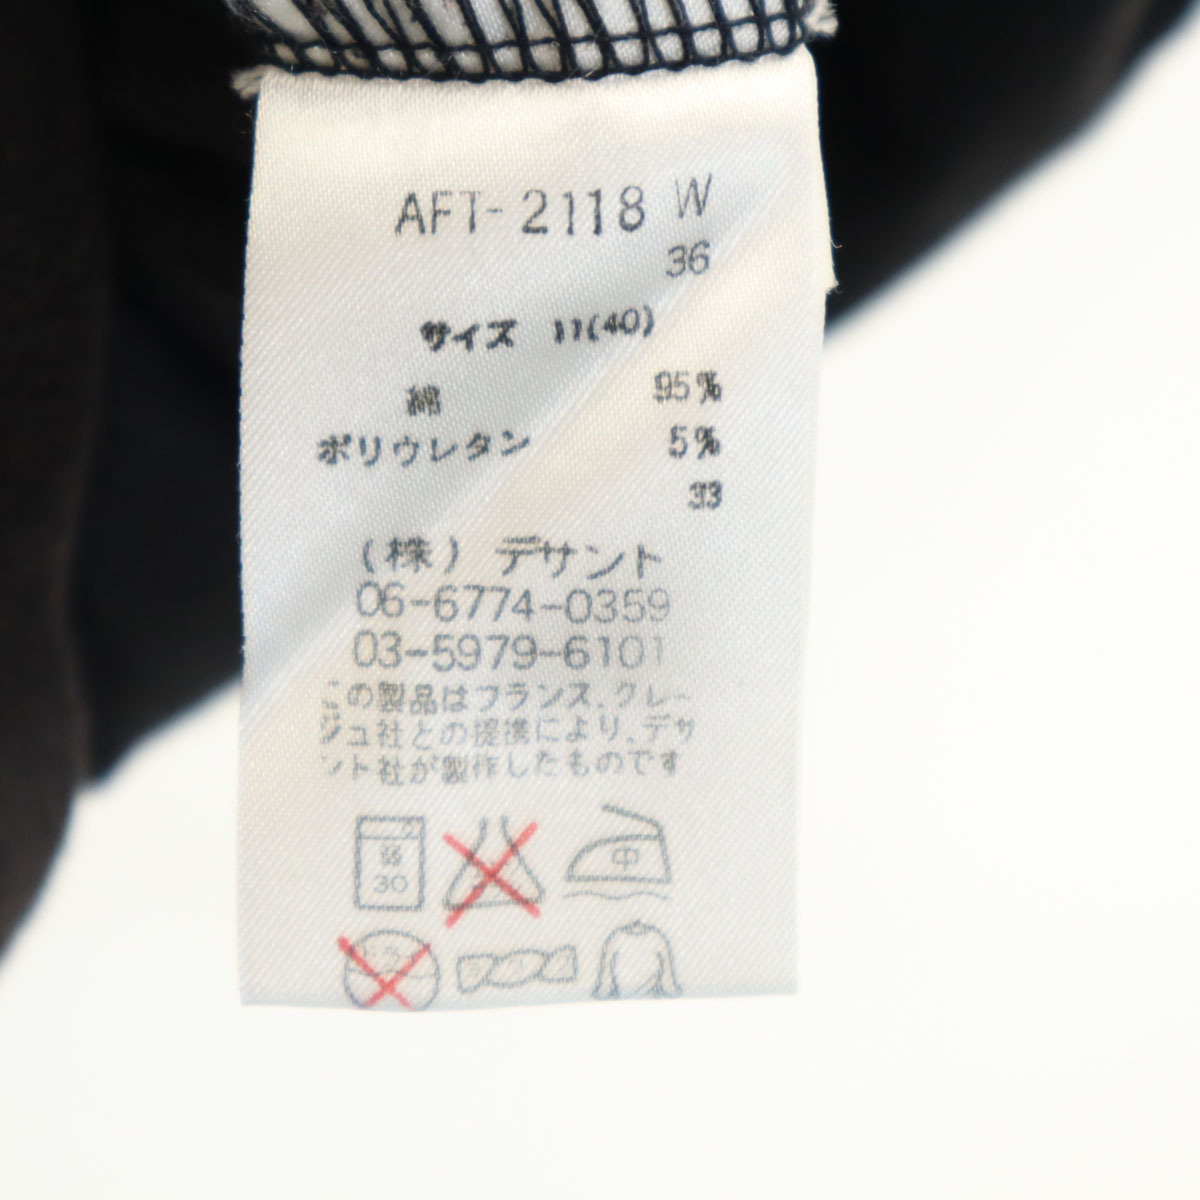 AFT-2118 W
36
サイズ 11(40)
綿 95%
ポリウレタン 5%
33
(株) デサント
06-6774-0359
03-5979-6101
この製品はフランス、クレー
ジュ社との提携により、デサ
ント社が製作したものです
弱
30
中